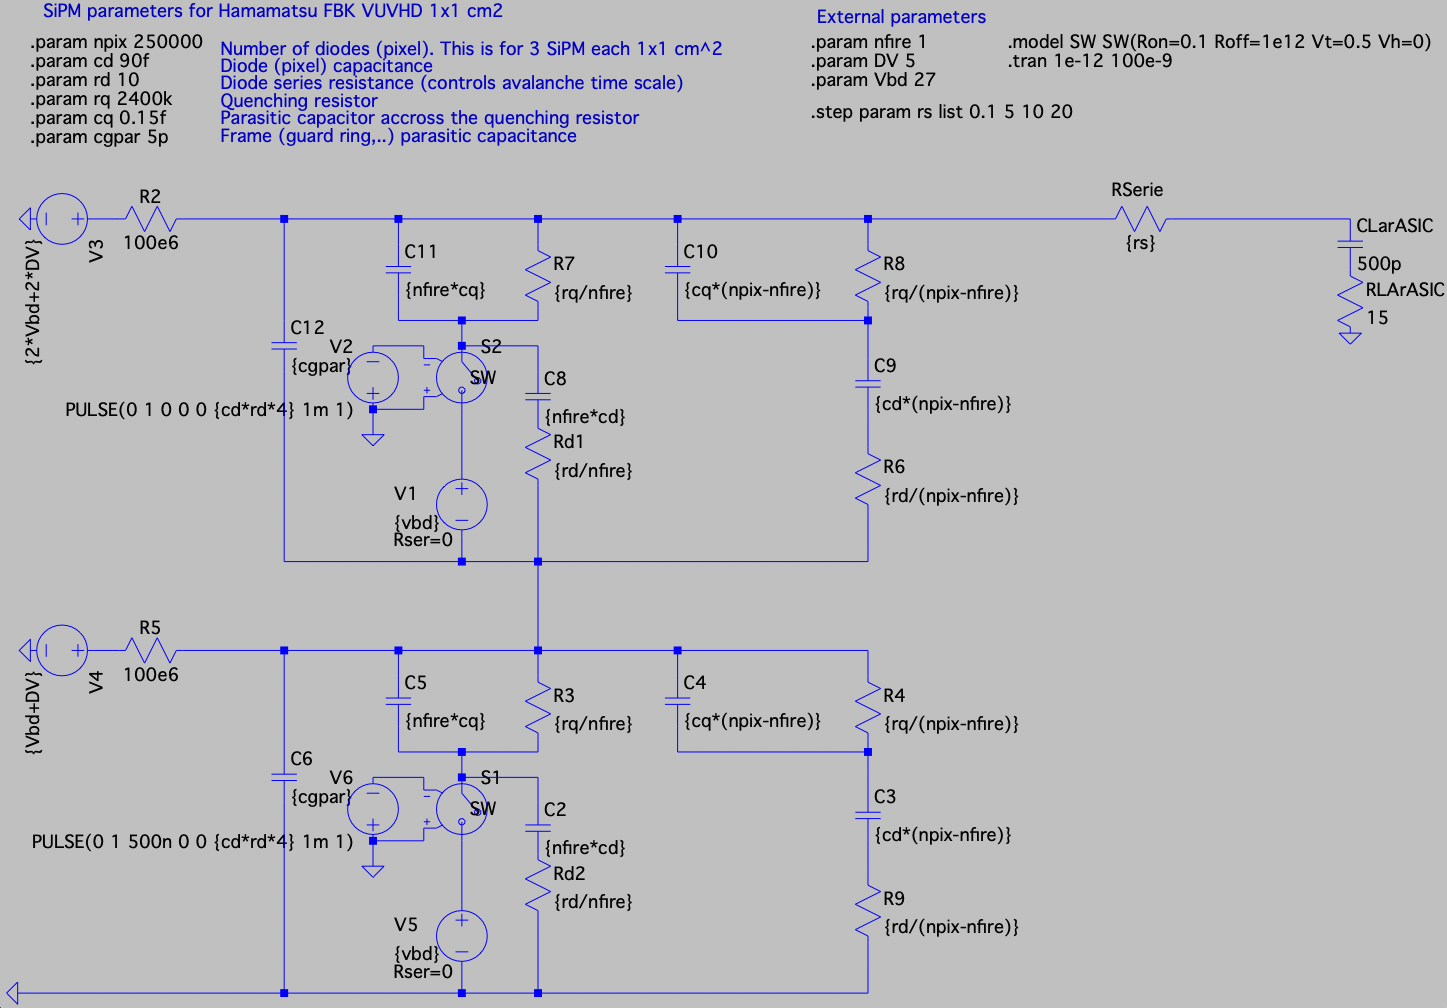 SiPM parameters for Hamamatsu FBK VUVHD 1x1 cm2
External parameters
.param npix 250000
Number of diodes (pixel). This is for 3 SiPM each 1x1 cm^2
.param cd 90f
Diode (pixel) capacitance
.param rd 10
Diode series resistance (controls avalanche time scale)
.param rq 2400k
Quenching resistor
.param cq 0.15f
Parasitic capacitor accross the quenching resistor
.param cgpar 5p
Frame (guard ring,..) parasitic capacitance
.param nfire 1
.model SW SW(Ron=0.1 Roff=1e12 Vt=0.5 Vh=0)
.param DV 5
.tran 1e-12 100e-9
.param Vbd 27
.step param rs list 0.1 5 10 20
R2
100e6
V3
{2*Vbd+2*DV}
C11
{nfire*cq}
R7
{rq/nfire}
C10
{cq*(npix-nfire)}
R8
{rq/(npix-nfire)}
RSerie
{rs}
CLarASIC
500p
RLArASIC
15
C12
{cgpar}
V2
PULSE(0 1 0 0 0 {cd*rd*4} 1m 1)
S2
SW
C8
{nfire*cd}
Rd1
{rd/nfire}
C9
{cd*(npix-nfire)}
R6
{rd/(npix-nfire)}
V1
{vbd}
Rser=0
R5
100e6
V4
{Vbd+DV}
C5
{nfire*cq}
R3
{rq/nfire}
C4
{cq*(npix-nfire)}
R4
{rq/(npix-nfire)}
C6
{cgpar}
V6
PULSE(0 1 500n 0 0 {cd*rd*4} 1m 1)
S1
SW
C2
{nfire*cd}
Rd2
{rd/nfire}
C3
{cd*(npix-nfire)}
R9
{rd/(npix-nfire)}
V5
{vbd}
Rser=0